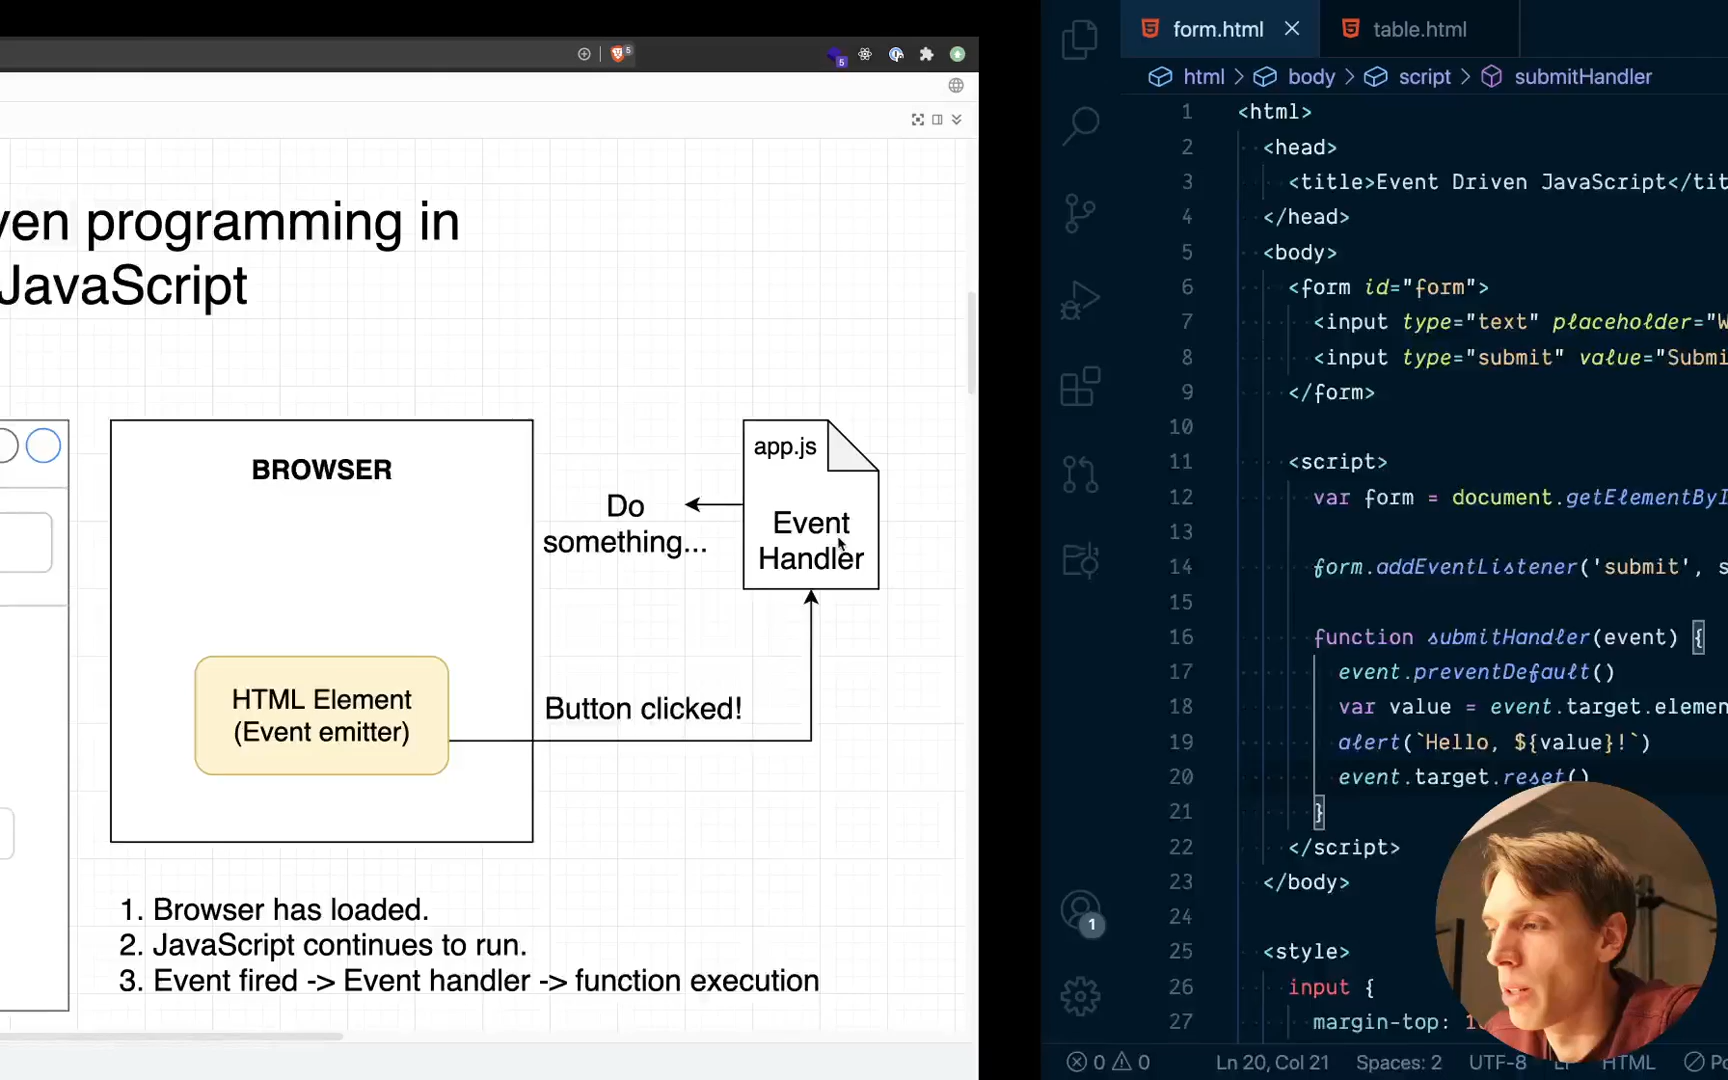 5
5
ven programming in
JavaScript
BROWSER
HTML Element
(Event emitter)
Do
something...
app.js
Event
Handler
Button clicked!
1. Browser has loaded.
2. JavaScript continues to run.
3. Event fired -> Event handler -> function execution
form.html
table.html
html > body > script > submitHandler
1 <html>
2 <head>
3 <title>Event Driven JavaScript</tit
4 </head>
5 <body>
6 <form id="form">
7 <input type="text" placeholder="W
8 <input type="submit" value="Submi
9 </form>
10
11 <script>
12 var form = document.getElementByI
13
14 form.addEventListener('submit', s
15
16 function submitHandler(event) {
17 event.preventDefault()
18 var value = event.target.elemen
19 alert(`Hello, ${value}!`)
20 event.target.reset()
21 }
22 </script>
23 </body>
24
25 <style>
26 input {
27 margin-top: 1
1
0 0 Ln 20, Col 21 Spaces: 2 UTF-8 LF HTML